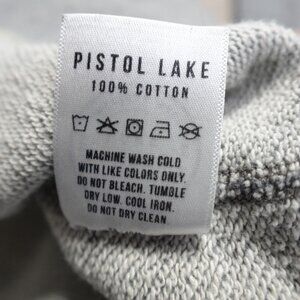 PISTOL LAKE
100% COTTON
MACHINE WASH COLD
WITH LIKE COLORS ONLY.
DO NOT BLEACH. TUMBLE
DRY LOW. COOL IRON.
DO NOT DRY CLEAN.